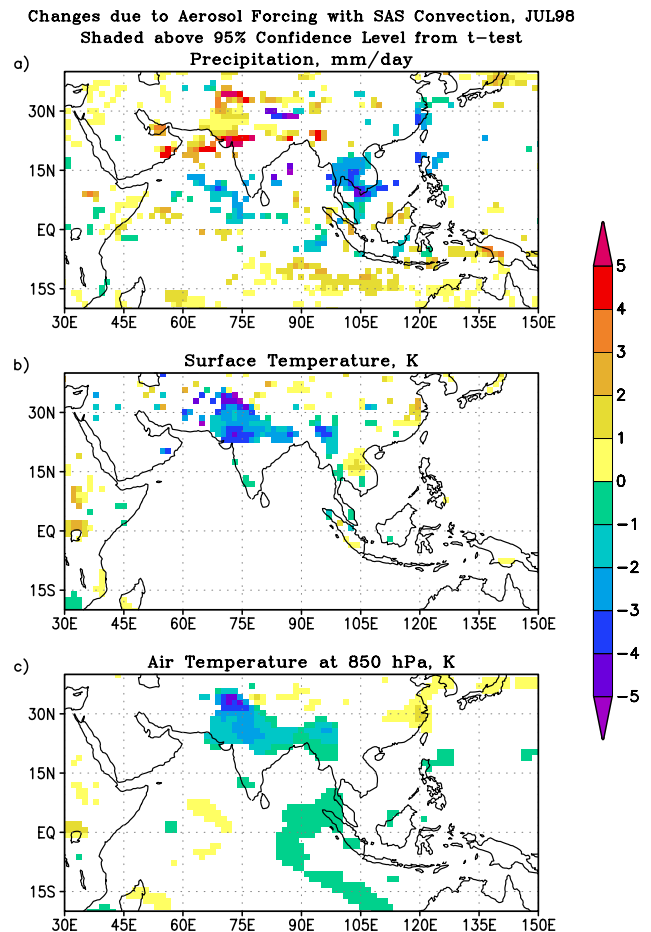 Changes due to Aerosol Forcing with SAS Convection, JUL98
Shaded above 95% Confidence Level from t-test
a) Precipitation, mm/day
30N
15N
EQ
15S
30E 45E 60E 75E 90E 105E 120E 135E 150E
b) Surface Temperature, K
30N
15N
EQ
15S
30E 45E 60E 75E 90E 105E 120E 135E 150E
c) Air Temperature at 850 hPa, K
30N
15N
EQ
15S
30E 45E 60E 75E 90E 105E 120E 135E 150E
5
4
3
2
1
0
-1
-2
-3
-4
-5